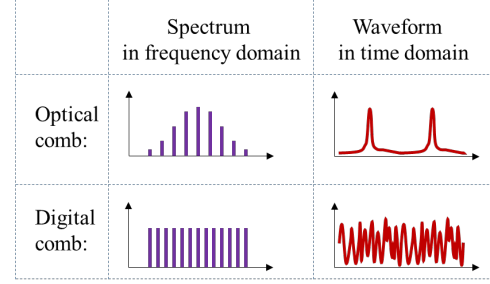 Spectrum
in frequency domain
Waveform
in time domain
Optical
comb:
Digital
comb: